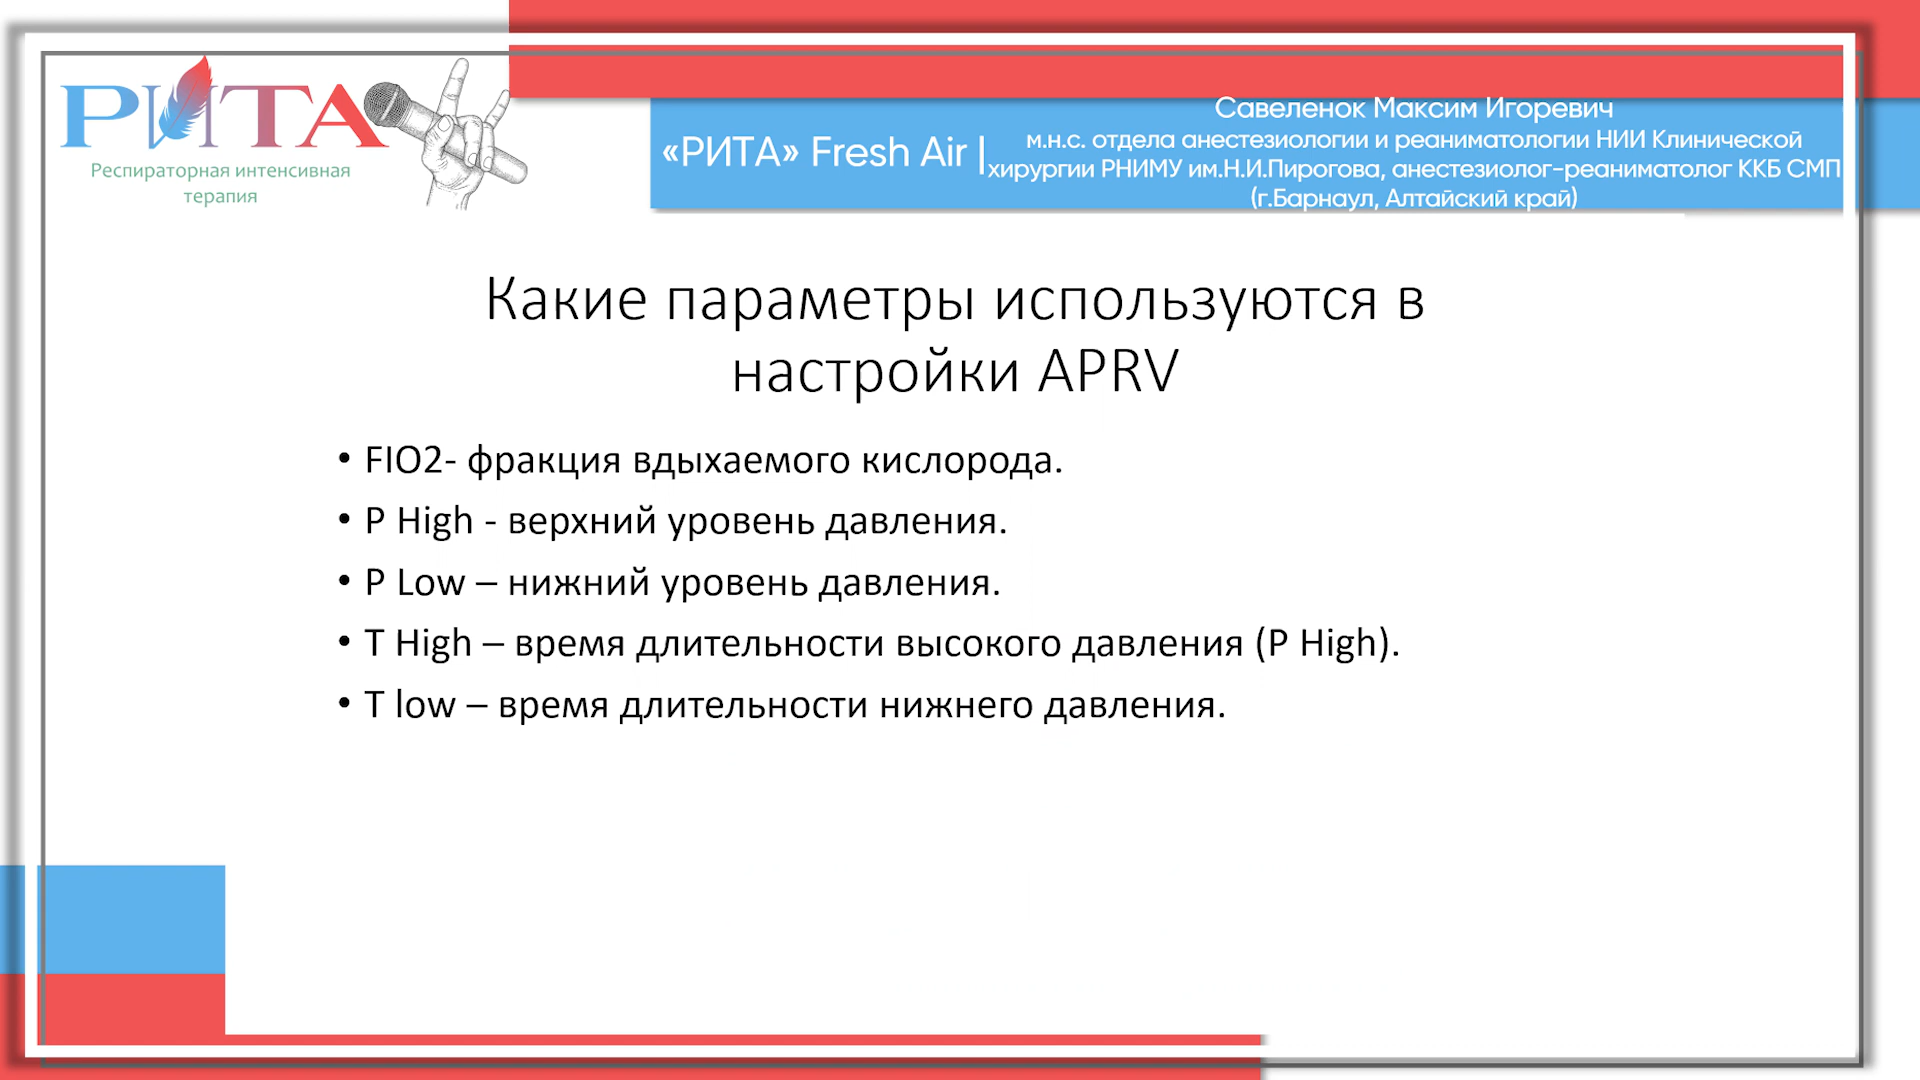 РИТА
Респираторная интенсивная
терапия
«РИТА» Fresh Air |
Савеленок Максим Игоревич
м.н.с. отдела анестезиологии и реаниматологии НИИ Клинической
хирургии РНИМУ им.Н.И.Пирогова, анестезиолог-реаниматолог ККБ СМП
(г.Барнаул, Алтайский край)
Какие параметры используются в
настройки APRV
• FIO2- фракция вдыхаемого кислорода.
• P High - верхний уровень давления.
• P Low – нижний уровень давления.
• T High – время длительности высокого давления (P High).
• T low – время длительности нижнего давления.